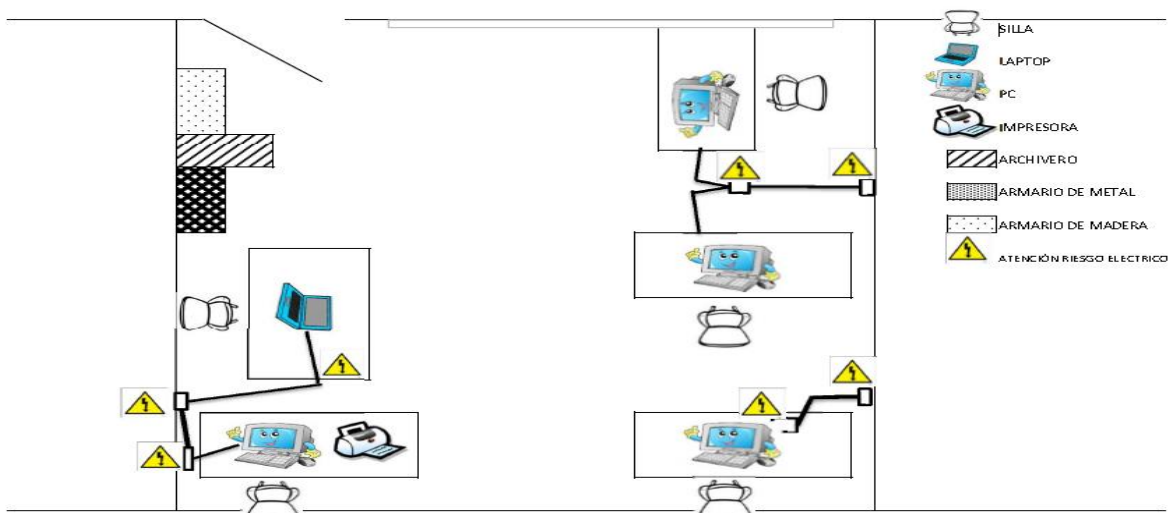 SILLA
LAPTOP
PC
IMPRESORA
ARCHIVERO
ARMARIO DE METAL
ARMARIO DE MADERA
ATENCIÓN RIESGO ELECTRICO